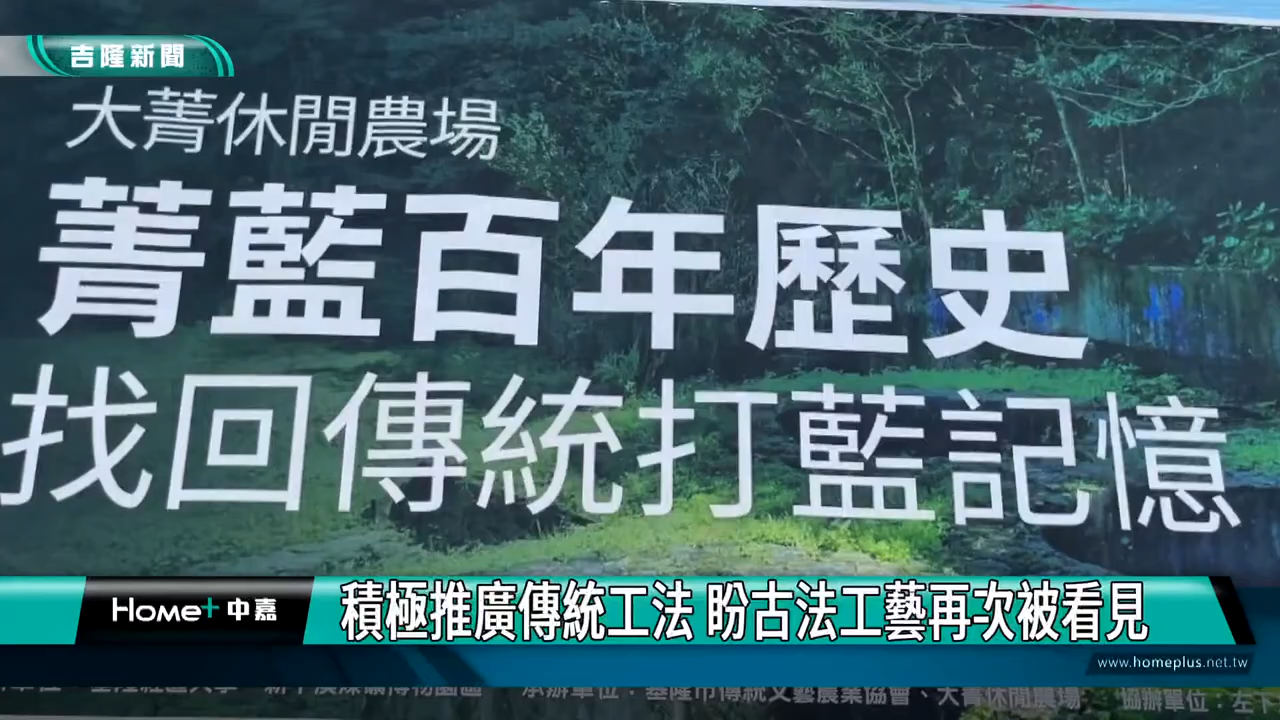 吉隆新聞
大菁休閒農場
菁藍百年歷史
找回傳統打藍記憶
Home+ 中嘉
積極推廣傳統工法 盼古法工藝再次被看見
www.homeplus.net.tw
承辦單位：基隆市傳統文藝農業協會、大菁休閒農場 協辦單位：左下